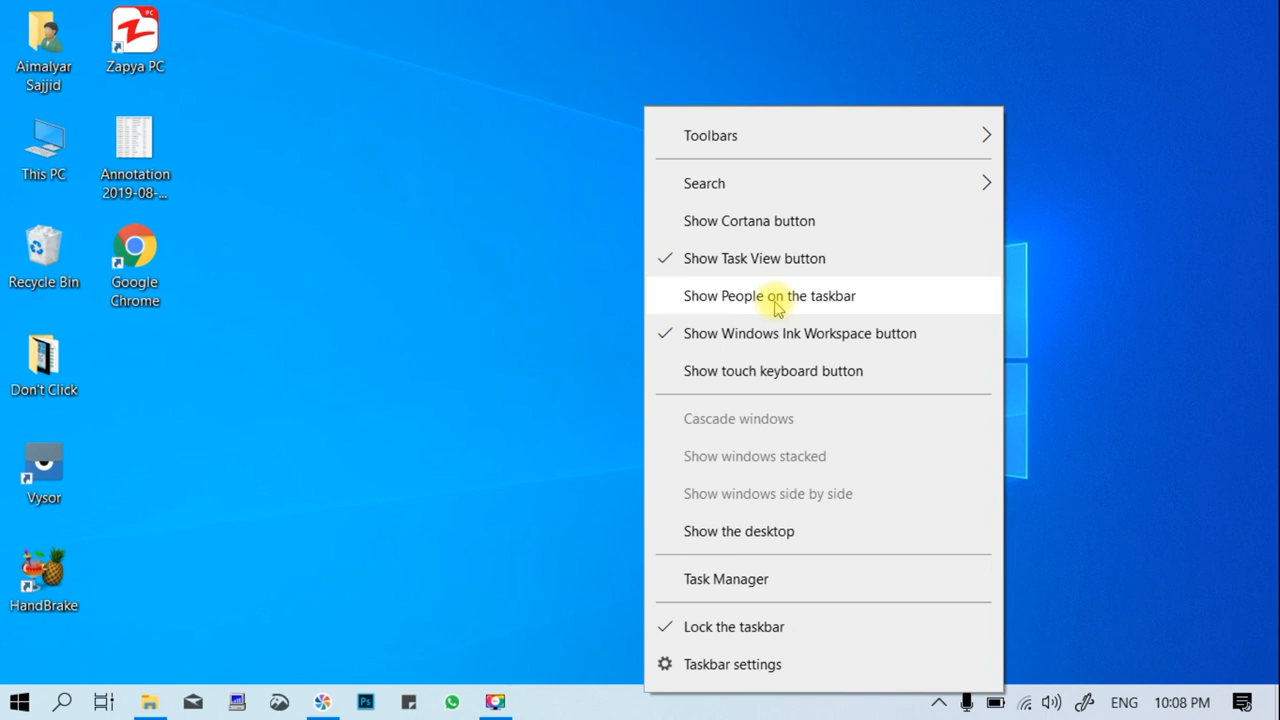 Aimalyar
Sajjid
Zapya PC
This PC
Annotation
2019-08-...
Recycle Bin
Google
Chrome
Don't Click
Vysor
HandBrake
Toolbars
Search
Show Cortana button
Show Task View button
Show People on the taskbar
Show Windows Ink Workspace button
Show touch keyboard button
Cascade windows
Show windows stacked
Show windows side by side
Show the desktop
Task Manager
Lock the taskbar
Taskbar settings
PC
Ps
ENG
10:08 PM